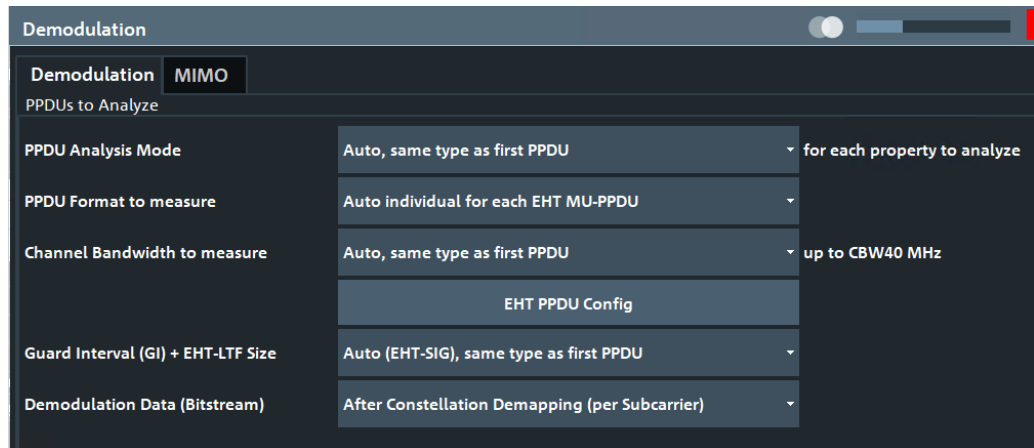 Demodulation
Demodulation MIMO
PPDUs to Analyze
PPDU Analysis Mode Auto, same type as first PPDU for each property to analyze
PPDU Format to measure Auto individual for each EHT MU-PPDU
Channel Bandwidth to measure Auto, same type as first PPDU up to CBW40 MHz
EHT PPDU Config
Guard Interval (GI) + EHT-LTF Size Auto (EHT-SIG), same type as first PPDU
Demodulation Data (Bitstream) After Constellation Demapping (per Subcarrier)